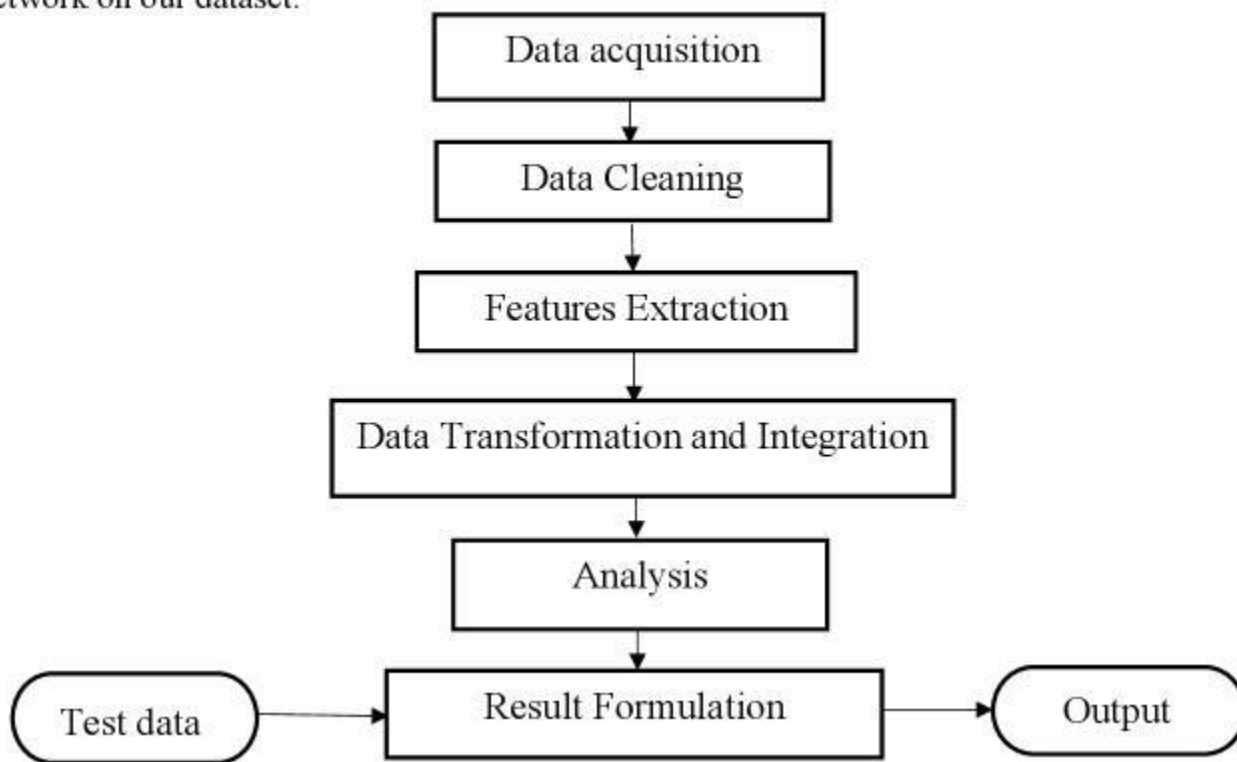 on our dataset.
Data acquisition
Data Cleaning
Features Extraction
Data Transformation and Integration
Analysis
Result Formulation
Test data
Output